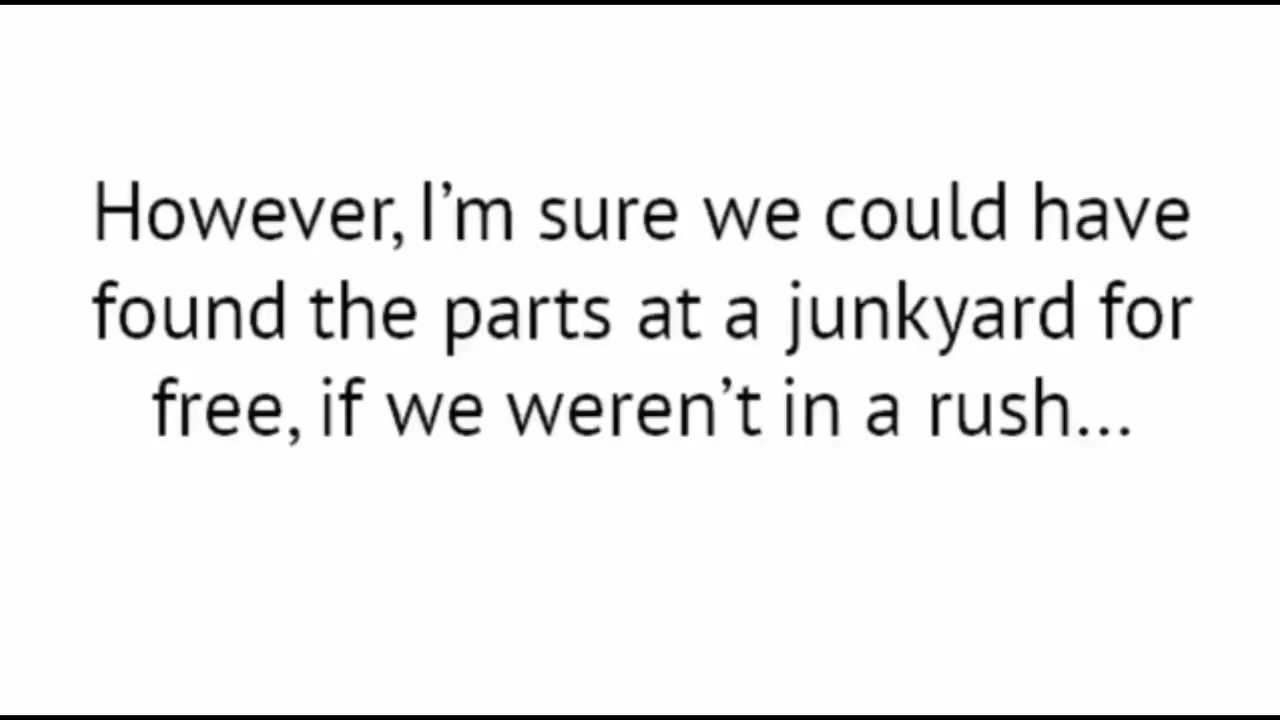 However, I’m sure we could have
found the parts at a junkyard for
free, if we weren’t in a rush...